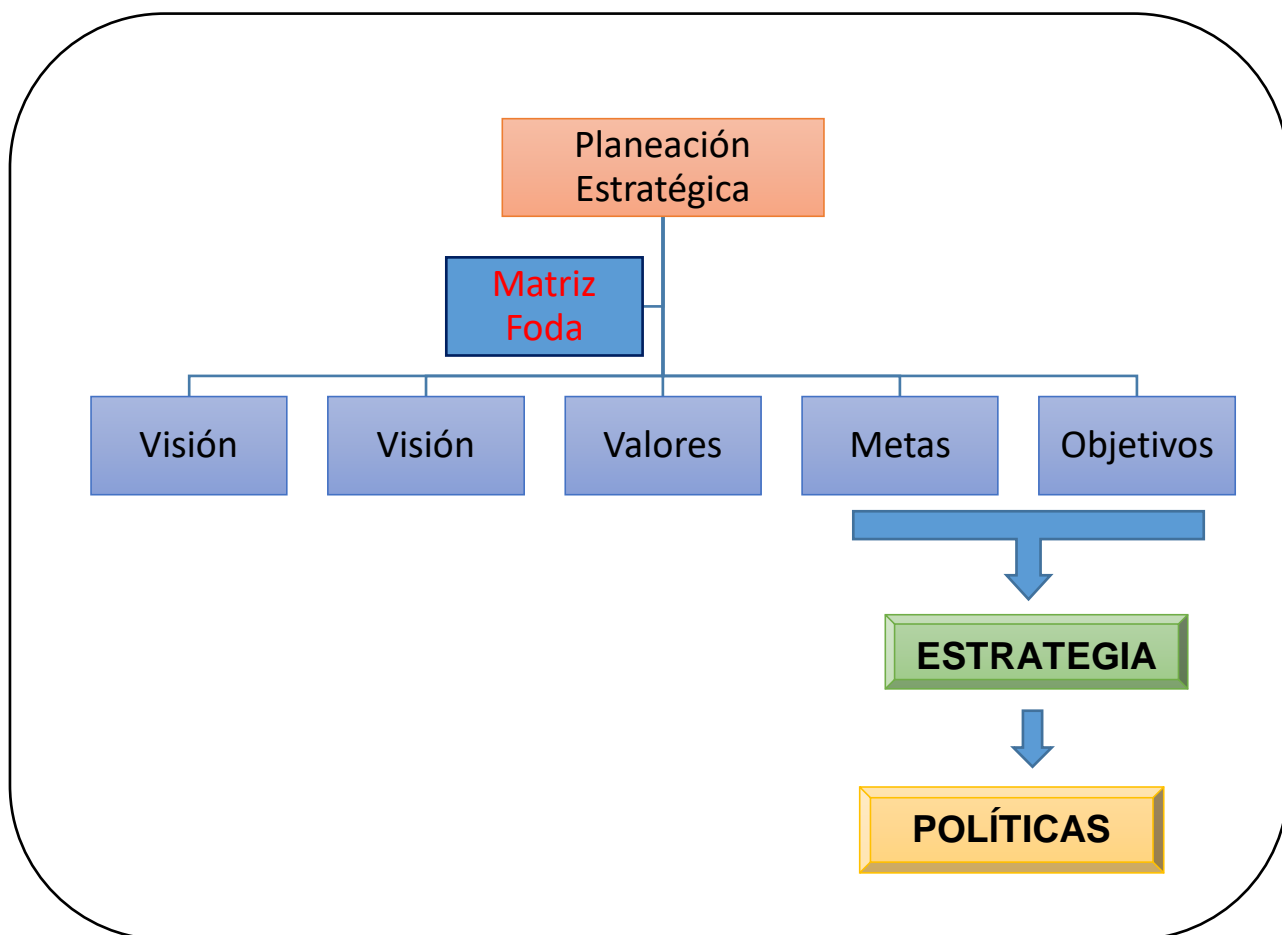 Planeación
Estratégica
Matriz
Foda
Visión
Visión
Valores
Metas
Objetivos
ESTRATEGIA
POLÍTICAS